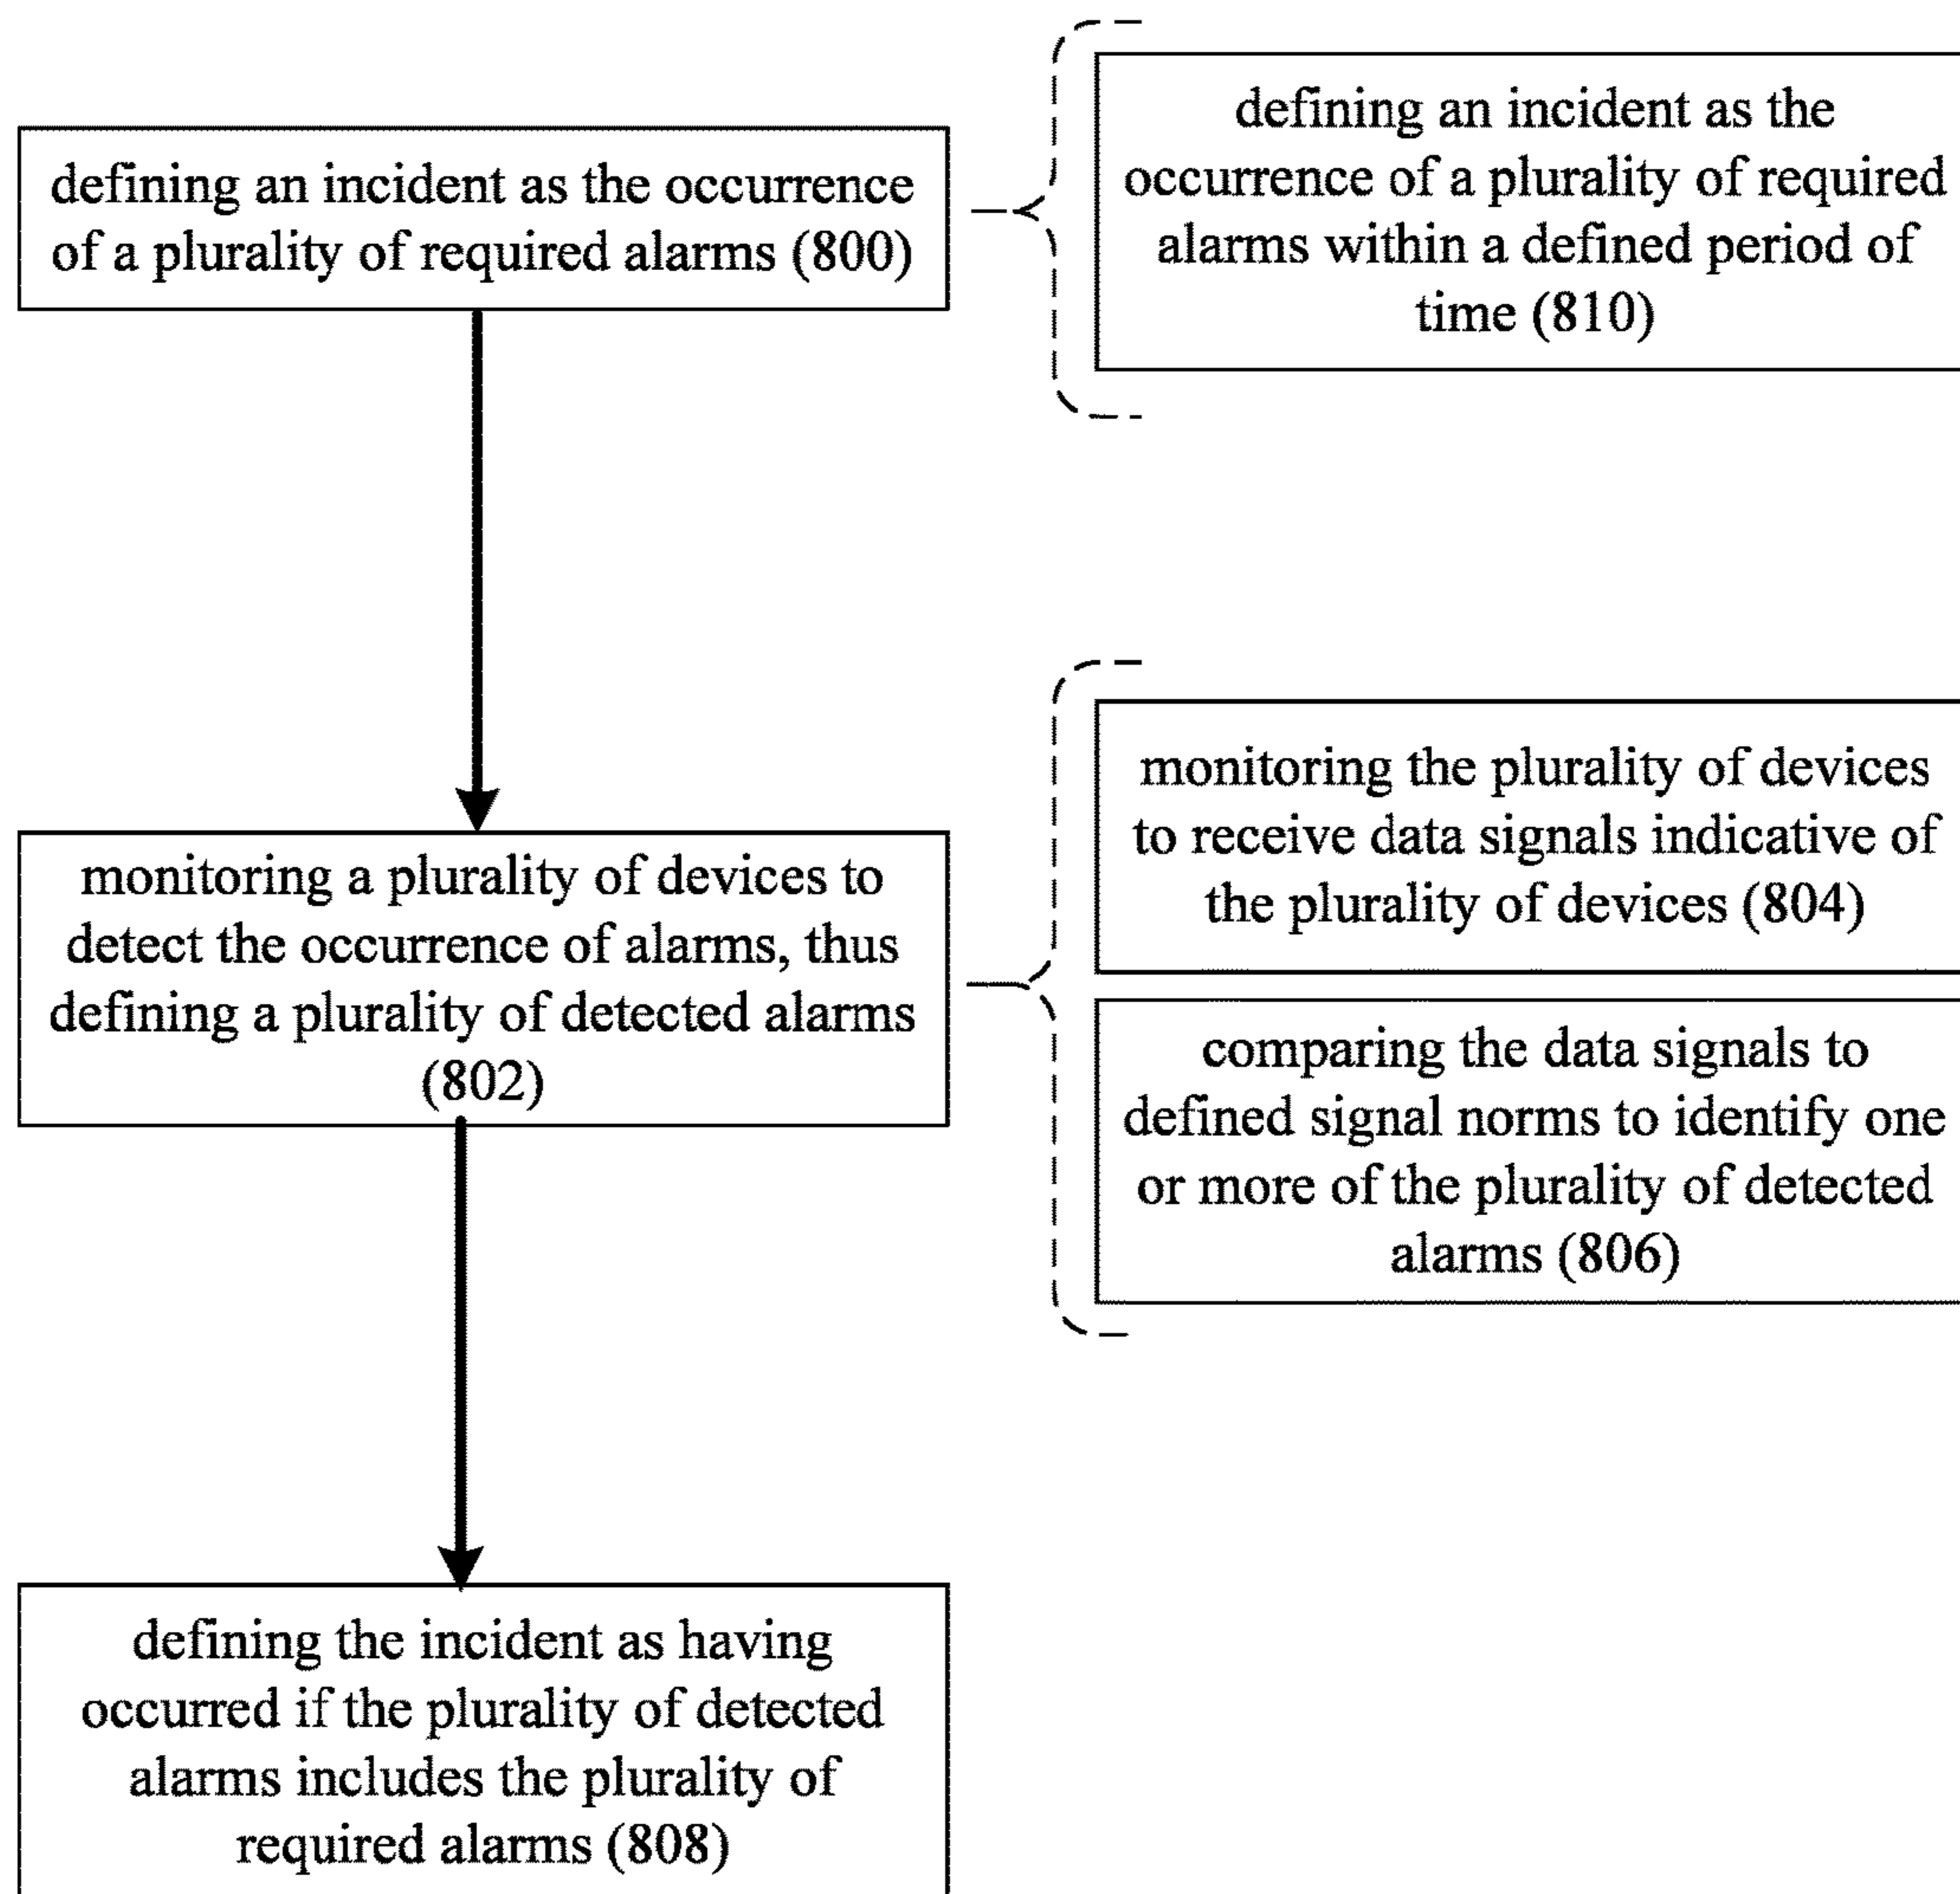 defining an incident as the occurrence
of a plurality of required alarms (800)
defining an incident as the
occurrence of a plurality of required
alarms within a defined period of
time (810)
monitoring a plurality of devices to
detect the occurrence of alarms, thus
defining a plurality of detected alarms
(802)
monitoring the plurality of devices
to receive data signals indicative of
the plurality of devices (804)
comparing the data signals to
defined signal norms to identify one
or more of the plurality of detected
alarms (806)
defining the incident as having
occurred if the plurality of detected
alarms includes the plurality of
required alarms (808)